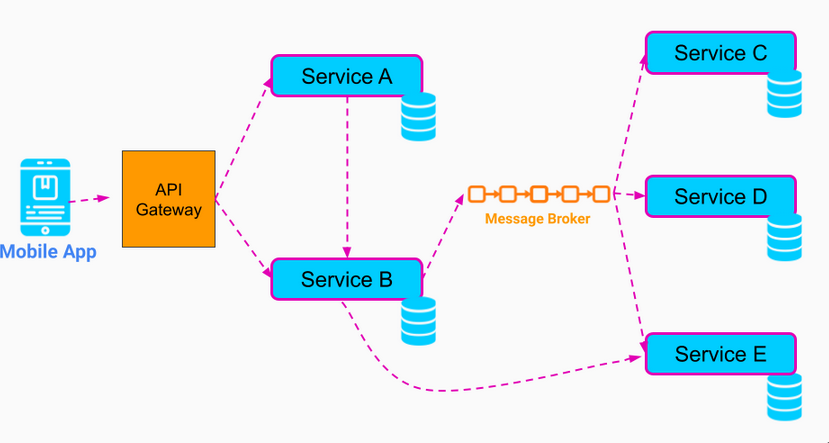 Mobile App
API
Gateway
Service A
Service B
Message Broker
Service C
Service D
Service E